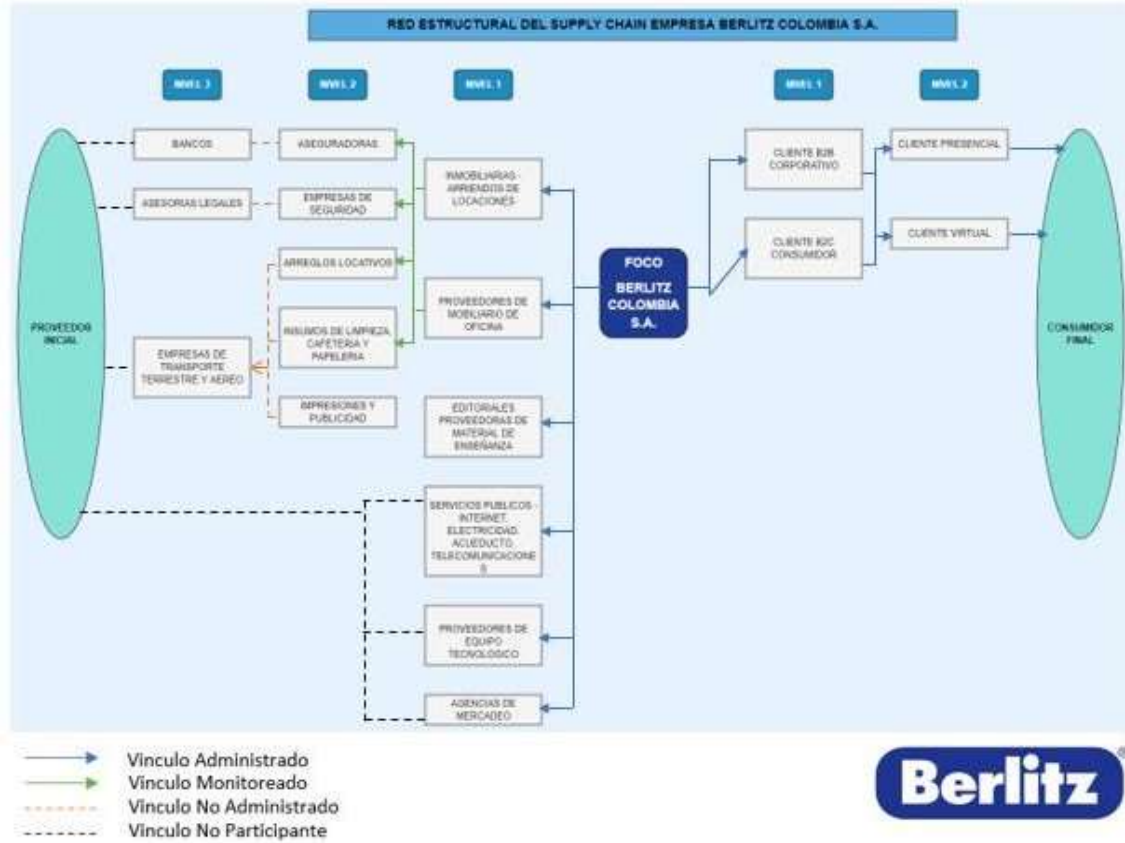 RED ESTRUCTURAL DEL SUPPLY CHAIN EMPRESA BERLITZ COLOMBIA S.A.
NIVEL 3
NIVEL 2
NIVEL 1
NIVEL 1
NIVEL 2
BANCOS
ASEGURADORAS
INMOBILIARIAS -
ARRIENDOS DE
LOCACIONES
CLIENTE B2B
CORPORATIVO
CLIENTE PRESENCIAL
ASESORIAS LEGALES
EMPRESAS DE
SEGURIDAD
CLIENTE B2C
CONSUMIDOR
CLIENTE VIRTUAL
ARREGLOS LOCATIVOS
FOCO
BERLITZ
COLOMBIA
S.A.
PROVEEDOR
INICIAL
PROVEEDORES DE
MOBILIARIO DE
OFICINA
CONSUMIDOR
FINAL
EMPRESAS DE
TRANSPORTE
TERRESTRE Y AEREO
INSUMOS DE LIMPIEZA,
CAFETERIA Y
PAPELERIA
IMPRESIONES Y
PUBLICIDAD
EDITORIALES
PROVEEDORAS DE
MATERIAL DE
ENSEÑANZA
SERVICIOS PUBLICOS -
INTERNET,
ELECTRICIDAD,
ACUEDUCTO,
TELECOMUNICACIONE
S
PROVEEDORES DE
EQUIPO
TECNOLOGICO
AGENCIAS DE
MERCADEO
Vinculo Administrado
Vinculo Monitoreado
Vinculo No Administrado
Vinculo No Participante
Berlitz®